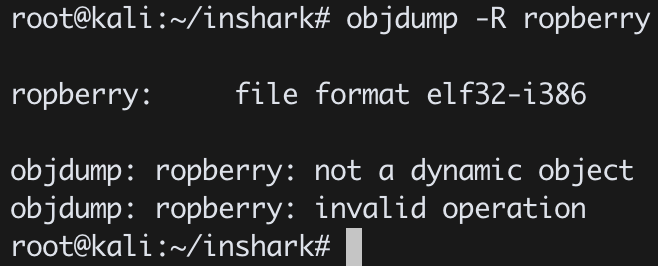 root@kali:~/inshark# objdump -R ropberry
ropberry:     file format elf32-i386
objdump: ropberry: not a dynamic object
objdump: ropberry: invalid operation
root@kali:~/inshark#